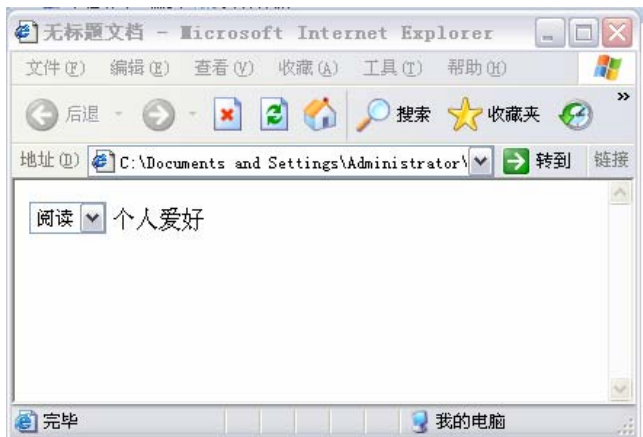 无标题文档 - Microsoft Internet Explorer
文件(F) 编辑(E) 查看(V) 收藏(A) 工具(T) 帮助(H)
后退 搜索 收藏夹 »
地址(D) C:\Documents and Settings\Administrator\ 转到 链接
阅读 个人爱好
完毕 我的电脑